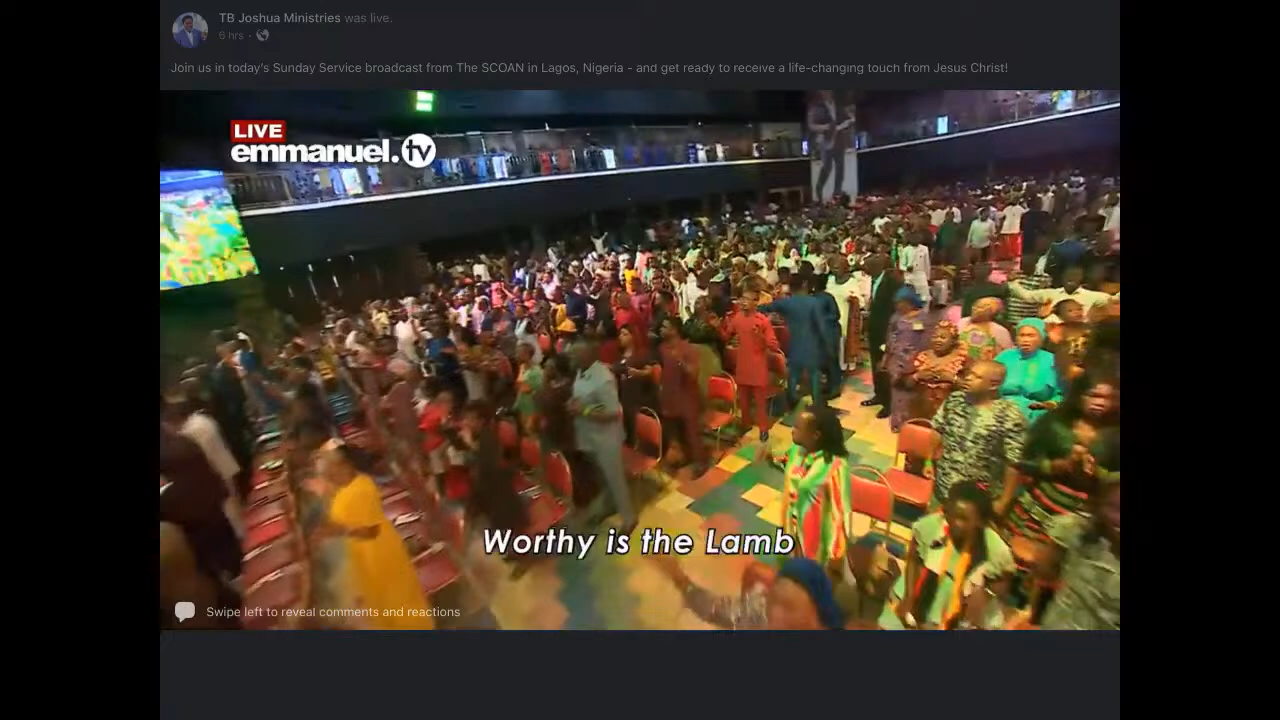 TB Joshua Ministries was live.
6 hrs ·
Join us in today's Sunday Service broadcast from The SCOAN in Lagos, Nigeria - and get ready to receive a life-changing touch from Jesus Christ!
LIVE
emmanuel.tv
Worthy is the Lamb
Swipe left to reveal comments and reactions